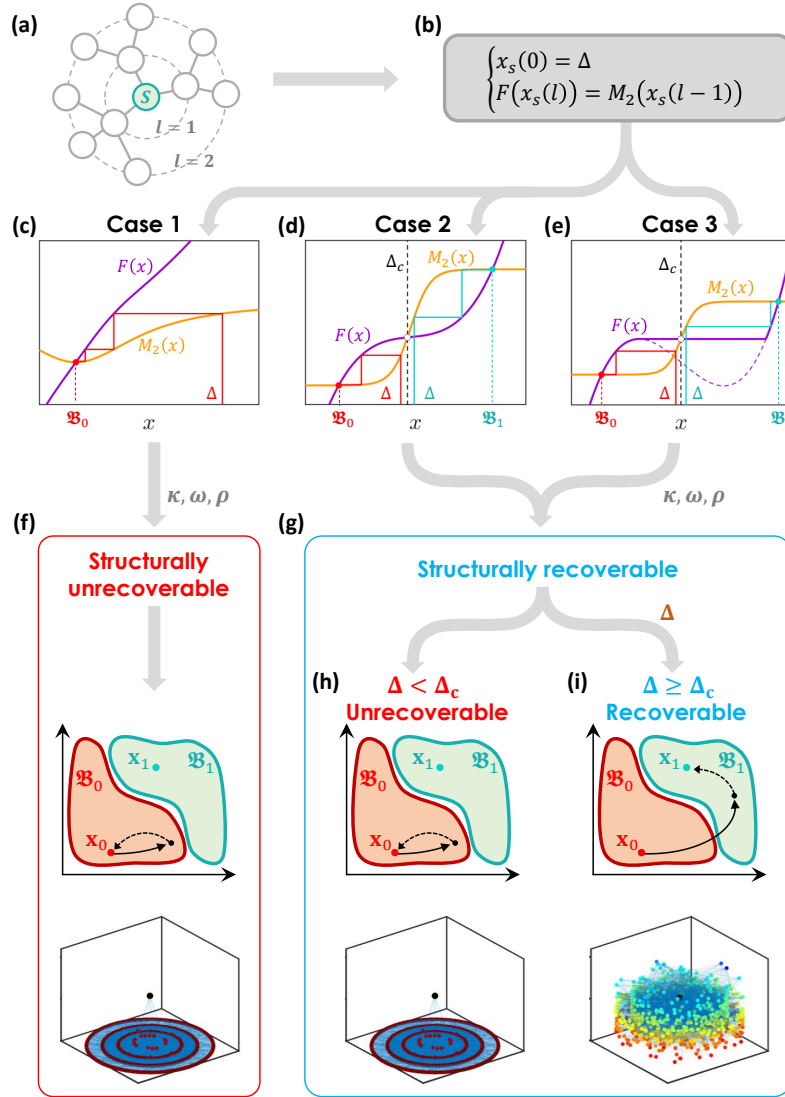 (a)
S
l = 1
l = 2
(b)
x_s(0) = Δ
F(x_s(l)) = M_2(x_s(l − 1))
(c) Case 1
F(x)
M_2(x)
Δ
𝕭_0 x
(d) Case 2
Δ_c M_2(x)
F(x)
Δ Δ
𝕭_0 x 𝕭_1
(e) Case 3
Δ_c M_2(x)
F(x)
Δ Δ
𝕭_0 x 𝕭
κ, ω, ρ
κ, ω, ρ
(f)
Structurally
unrecoverable
𝕭_0 x_1 𝕭_1
x_0
(g)
Structurally recoverable
Δ
(h) Δ < Δ_c
Unrecoverable
𝕭_0 x_1 𝕭_1
x_0
(i) Δ ≥ Δ_c
Recoverable
𝕭_0 x_1 𝕭_1
x_0